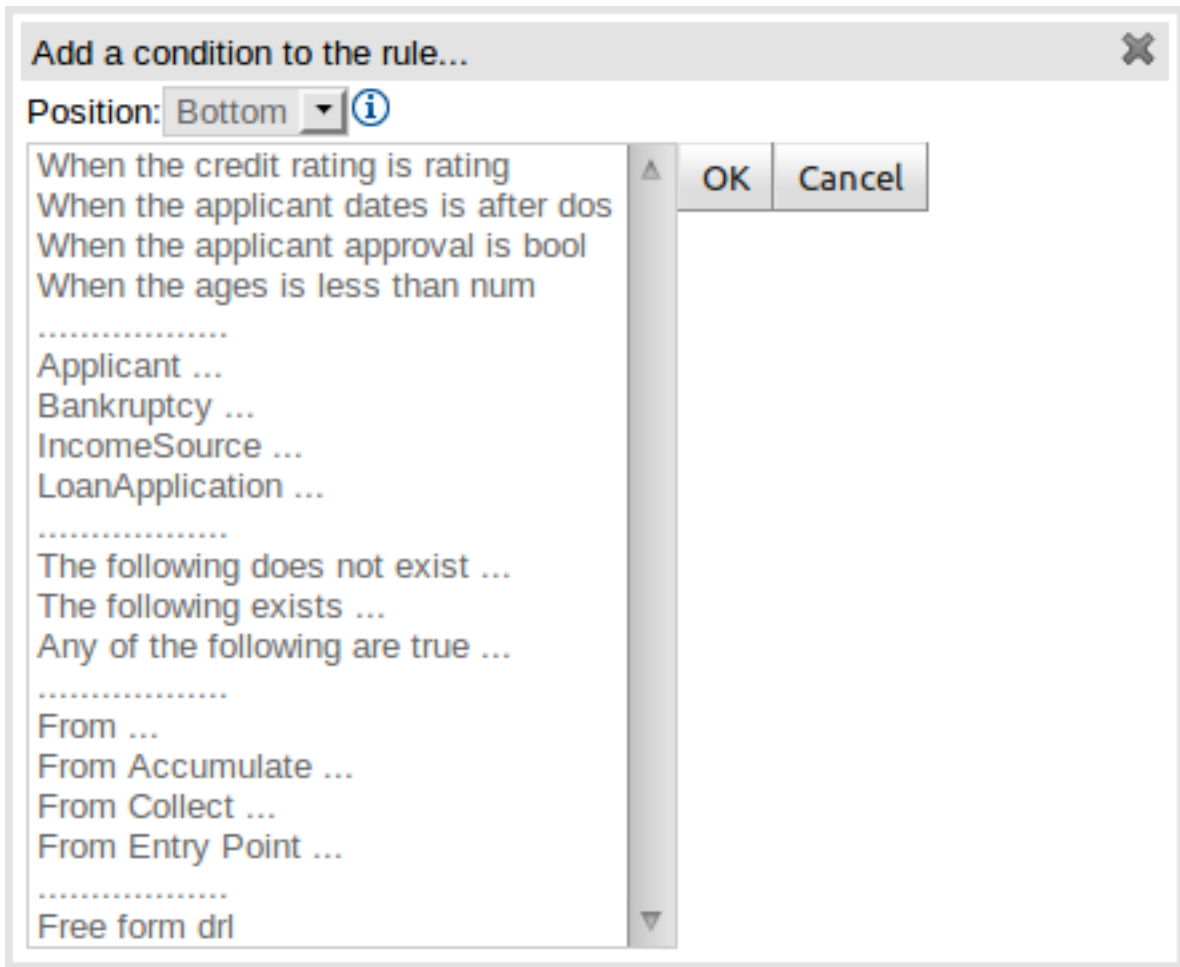 Add a condition to the rule...
Position: Bottom
When the credit rating is rating
When the applicant dates is after dos
When the applicant approval is bool
When the ages is less than num
..................
Applicant ...
Bankruptcy ...
IncomeSource ...
LoanApplication ...
..................
The following does not exist ...
The following exists ...
Any of the following are true ...
..................
From ...
From Accumulate ...
From Collect ...
From Entry Point ...
..................
Free form drl
OK Cancel